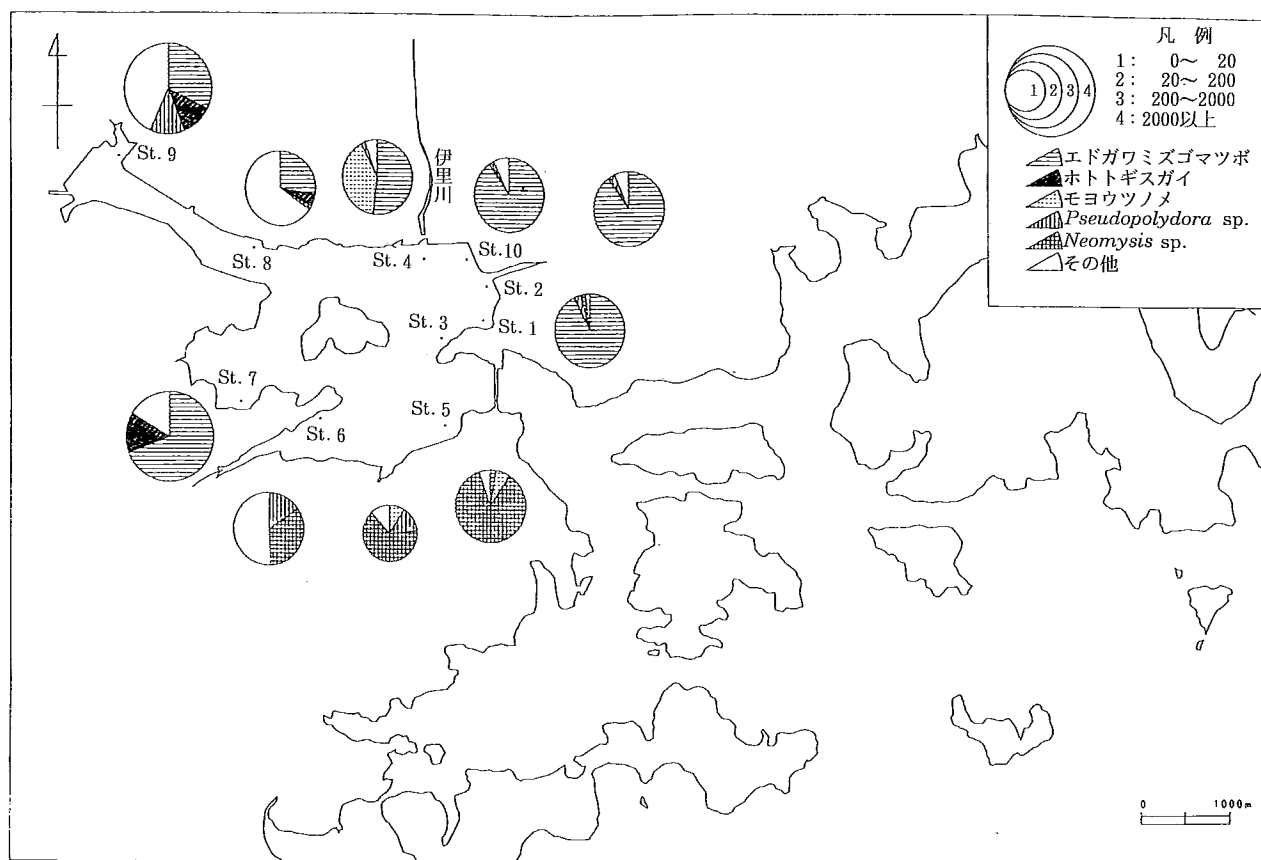 凡 例
1: 0～ 20
2: 20～ 200
3: 200～2000
4:2000以上
1 2 3 4
エドガワミズゴマツボ
ホトトギスガイ
モヨウツノメ
Pseudopolydora sp.
Neomysis sp.
その他
伊里川
St. 9
St. 8
St. 4
St. 10
St. 2
St. 3
St. 1
St. 7
St. 5
St. 6
0 1000m